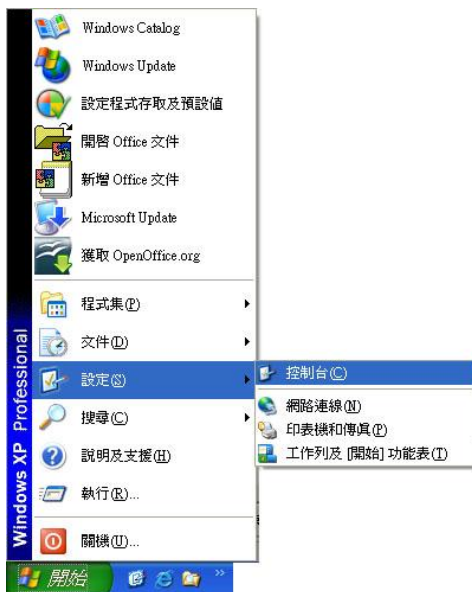 Windows Catalog
Windows Update
設定程式存取及預設值
開啓 Office 文件
新增 Office 文件
Microsoft Update
獲取 OpenOffice.org
程式集(P)
文件(D)
設定(S)
搜尋(C)
說明及支援(H)
執行(R)...
關機(U)...
控制台(C)
網路連線(N)
印表機和傳真(P)
工作列及 [開始] 功能表(T)
Windows XP Professional
開始